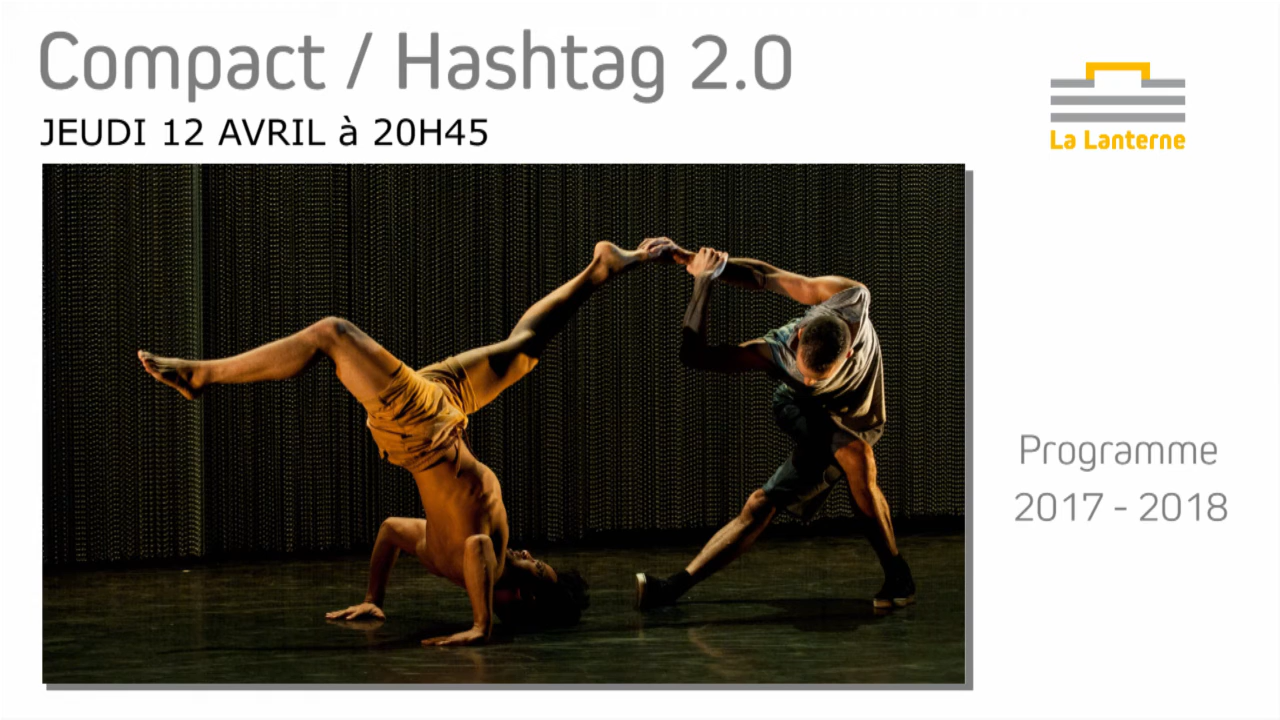 Compact / Hashtag 2.0
JEUDI 12 AVRIL à 20H45
La Lanterne
Programme
2017 - 2018